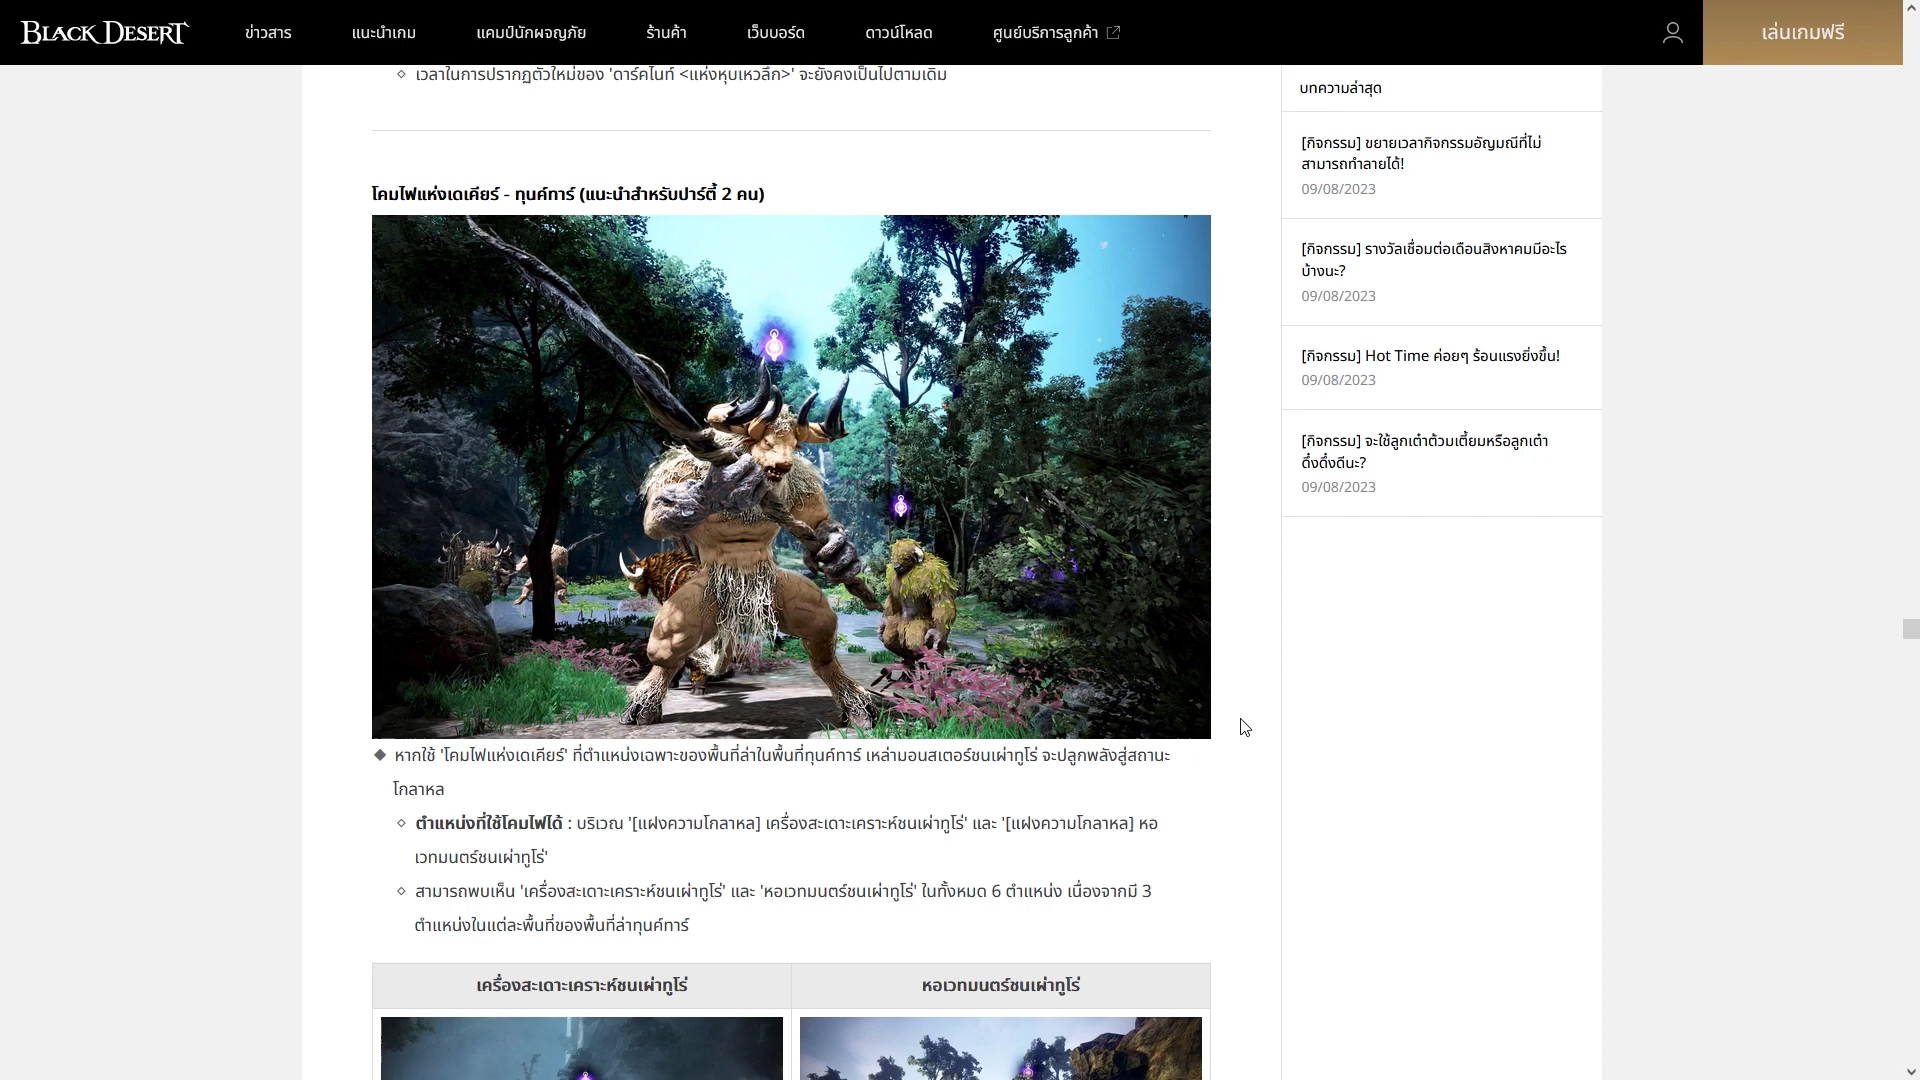 BLACK DESERT
ข่าวสาร
แนะนำเกม
แคมป์นักผจญภัย
ร้านค้า
เว็บบอร์ด
ดาวน์โหลด
ศูนย์บริการลูกค้า
เล่นเกมฟรี
เวลาในการปรากฏตัวใหม่ของ 'ดาร์คไนท์ <แห่งหุบเหวลึก>' จะยังคงเป็นไปตามเดิม
โคมไฟแห่งเดเคียร์ - ทุนค์ทาร์ (แนะนำสำหรับปาร์ตี้ 2 คน)
◆ หากใช้ 'โคมไฟแห่งเดเคียร์' ที่ตำแหน่งเฉพาะของพื้นที่ล่าในพื้นที่ทุนค์ทาร์ เหล่ามอนสเตอร์ชนเผ่าทูโร่ จะปลูกพลังสู่สถานะ
โกลาหล
ตำแหน่งที่ใช้โคมไฟได้ : บริเวณ '[แฝงความโกลาหล] เครื่องสะเดาะเคราะห์ชนเผ่าทูโร่' และ '[แฝงความโกลาหล] หอ
เวทมนตร์ชนเผ่าทูโร่'
สามารถพบเห็น 'เครื่องสะเดาะเคราะห์ชนเผ่าทูโร่' และ 'หอเวทมนตร์ชนเผ่าทูโร่' ในทั้งหมด 6 ตำแหน่ง เนื่องจากมี 3
ตำแหน่งในแต่ละพื้นที่ของพื้นที่ล่าทุนค์ทาร์
เครื่องสะเดาะเคราะห์ชนเผ่าทูโร่
หอเวทมนตร์ชนเผ่าทูโร่
บทความล่าสุด
[กิจกรรม] ขยายเวลากิจกรรมอัญมณีที่ไม่
สามารถทำลายได้!
09/08/2023
[กิจกรรม] รางวัลเชื่อมต่อเดือนสิงหาคมมีอะไร
บ้างนะ?
09/08/2023
[กิจกรรม] Hot Time ค่อยๆ ร้อนแรงยิ่งขึ้น!
09/08/2023
[กิจกรรม] จะใช้ลูกเต๋าต้วมเตี้ยมหรือลูกเต๋า
ดึ๋งดึ๋งดีนะ?
09/08/2023